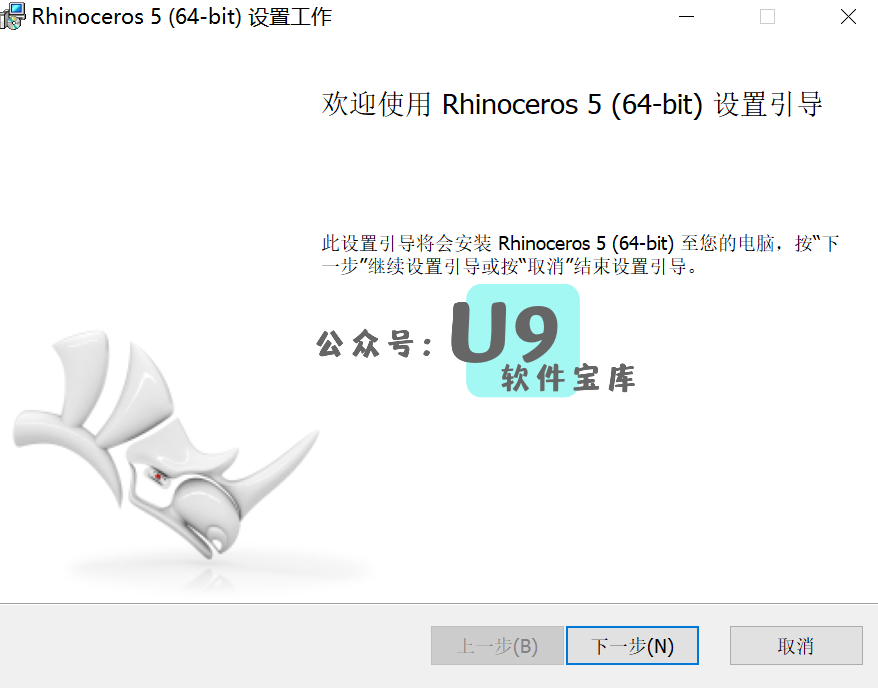 Rhinoceros 5 (64-bit) 设置工作
欢迎使用 Rhinoceros 5 (64-bit) 设置引导
此设置引导将会安装 Rhinoceros 5 (64-bit) 至您的电脑，按“下
一步”继续设置引导或按“取消”结束设置引导。
公众号：U9
软件宝库
上一步(B)
下一步(N)
取消